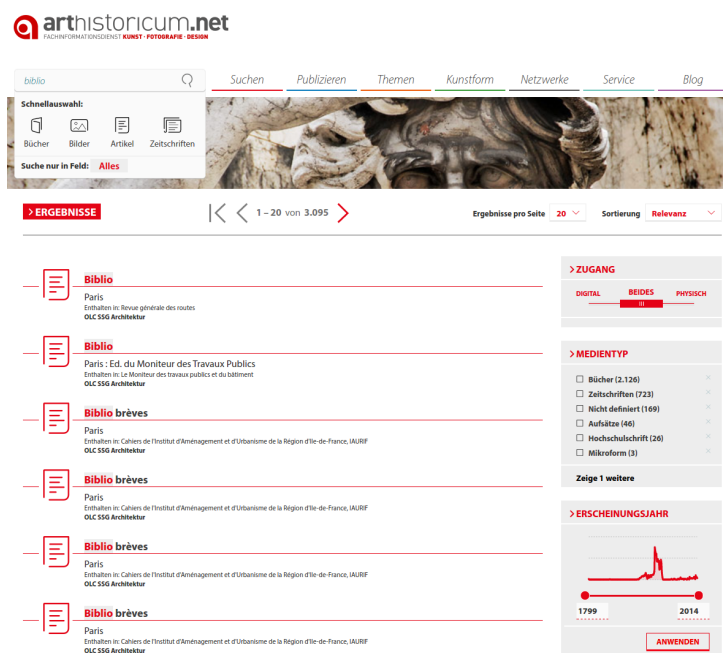 arthistoricum.net
FACHINFORMATIONSDIENST KUNST · FOTOGRAFIE · DESIGN
biblio
Suchen Publizieren Themen Kunstform Netzwerke Service Blog
Schnellauswahl:
Bücher Bilder Artikel Zeitschriften
Suche nur in Feld: Alles
> ERGEBNISSE
1 – 20 von 3.095
Ergebnisse pro Seite 20 Sortierung Relevanz
Biblio
Paris
Enthalten in: Revue générale des routes
OLC SSG Architektur
Biblio
Paris : Ed. du Moniteur des Travaux Publics
Enthalten in: Le Moniteur des travaux publics et du bâtiment
OLC SSG Architektur
Biblio brèves
Paris
Enthalten in: Cahiers de l'Institut d'Aménagement et d'Urbanisme de la Région d'Ile-de-France, IAURIF
OLC SSG Architektur
Biblio brèves
Paris
Enthalten in: Cahiers de l'Institut d'Aménagement et d'Urbanisme de la Région d'Ile-de-France, IAURIF
OLC SSG Architektur
Biblio brèves
Paris
Enthalten in: Cahiers de l'Institut d'Aménagement et d'Urbanisme de la Région d'Ile-de-France, IAURIF
OLC SSG Architektur
Biblio brèves
Paris
Enthalten in: Cahiers de l'Institut d'Aménagement et d'Urbanisme de la Région d'Ile-de-France, IAURIF
OLC SSG Architektur
> ZUGANG
DIGITAL BEIDES PHYSISCH
> MEDIENTYP
Bücher (2.126)
Zeitschriften (723)
Nicht definiert (169)
Aufsätze (46)
Hochschulschrift (26)
Mikroform (3)
Zeige 1 weitere
> ERSCHEINUNGSJAHR
1799 2014
ANWENDEN